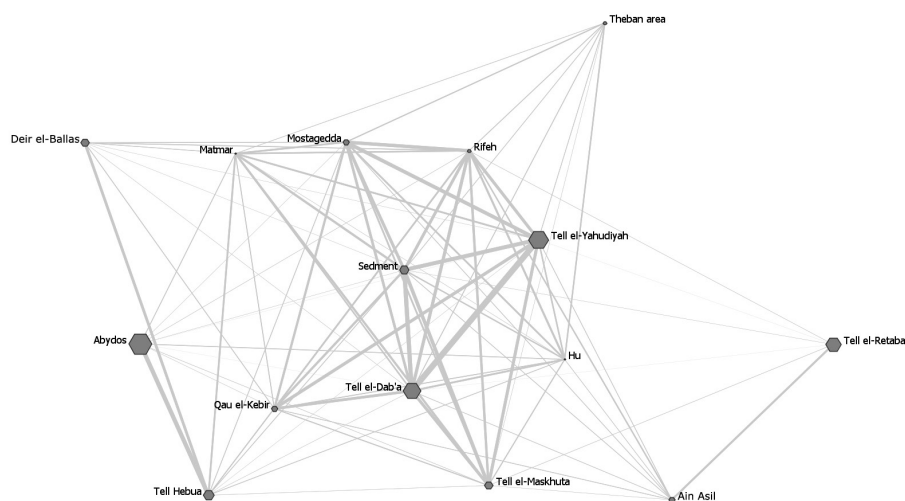 Theban area
Deir el-Ballas
Mostagedda
Matmar
Rifeh
Tell el-Yahudiyah
Sedment
Abydos
Tell el-Retaba
Hu
Tell el-Dab'a
Qau el-Kebir
Tell el-Maskhuta
Tell Hebua
Ain Asil